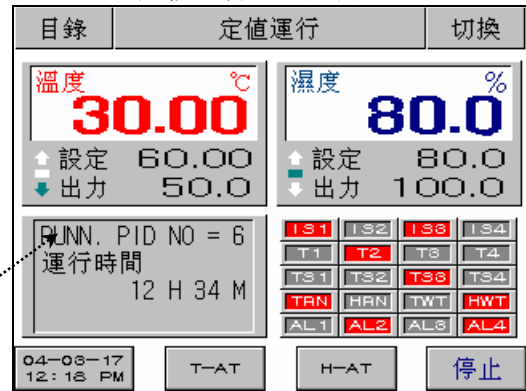 目錄 定值運行 切換
溫度 ℃ 濕度 %
30.00 80.0
設定 60.00 設定 80.0
出力 50.0 出力 100.0
RUNN. PID NO = 6
運行時間
12 H 34 M
IS1 IS2 IS3 IS4
T1 T2 T3 T4
TS1 TS2 TS3 TS4
TRN HRN TWT HWT
AL1 AL2 AL3 AL4
04-03-17
12:18 PM
T-AT H-AT 停止